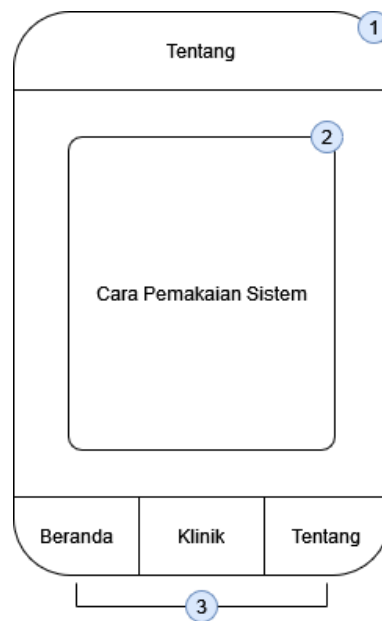 1
Tentang
2
Cara Pemakaian Sistem
Beranda
Klinik
Tentang
3